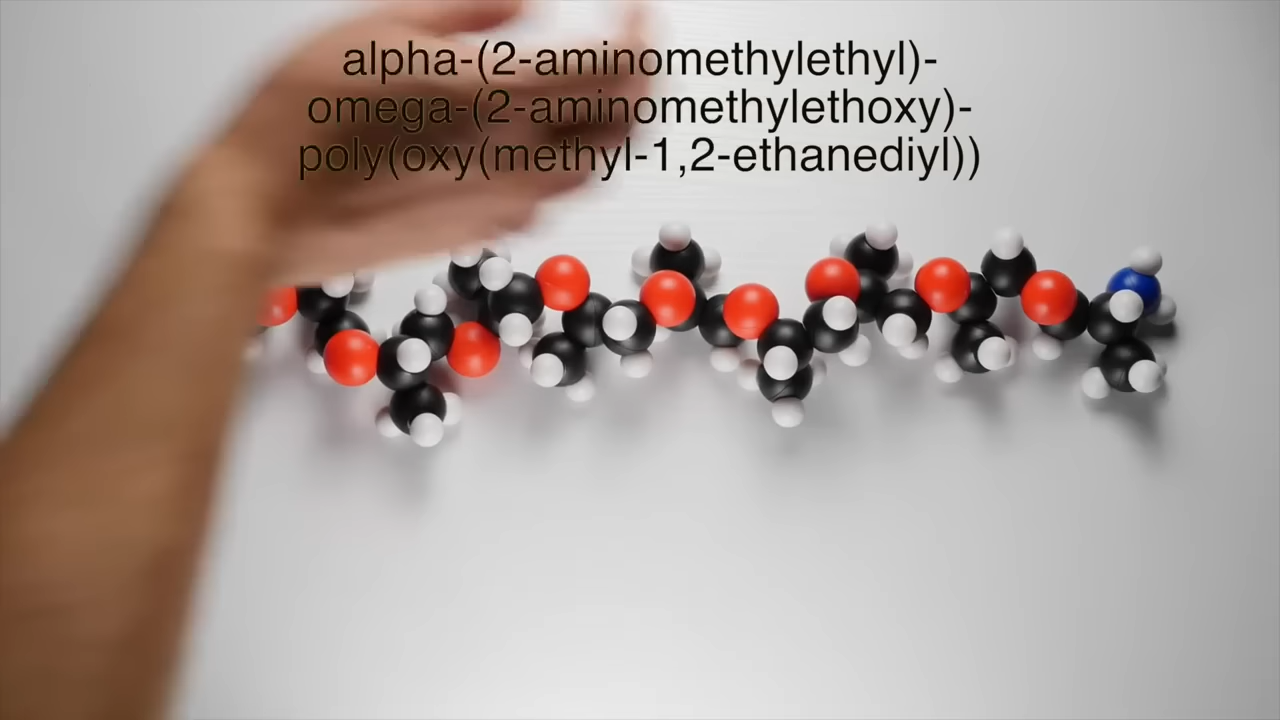 alpha-(2-aminomethylethyl)-
omega-(2-aminomethylethoxy)-
poly(oxy(methyl-1,2-ethanediyl))